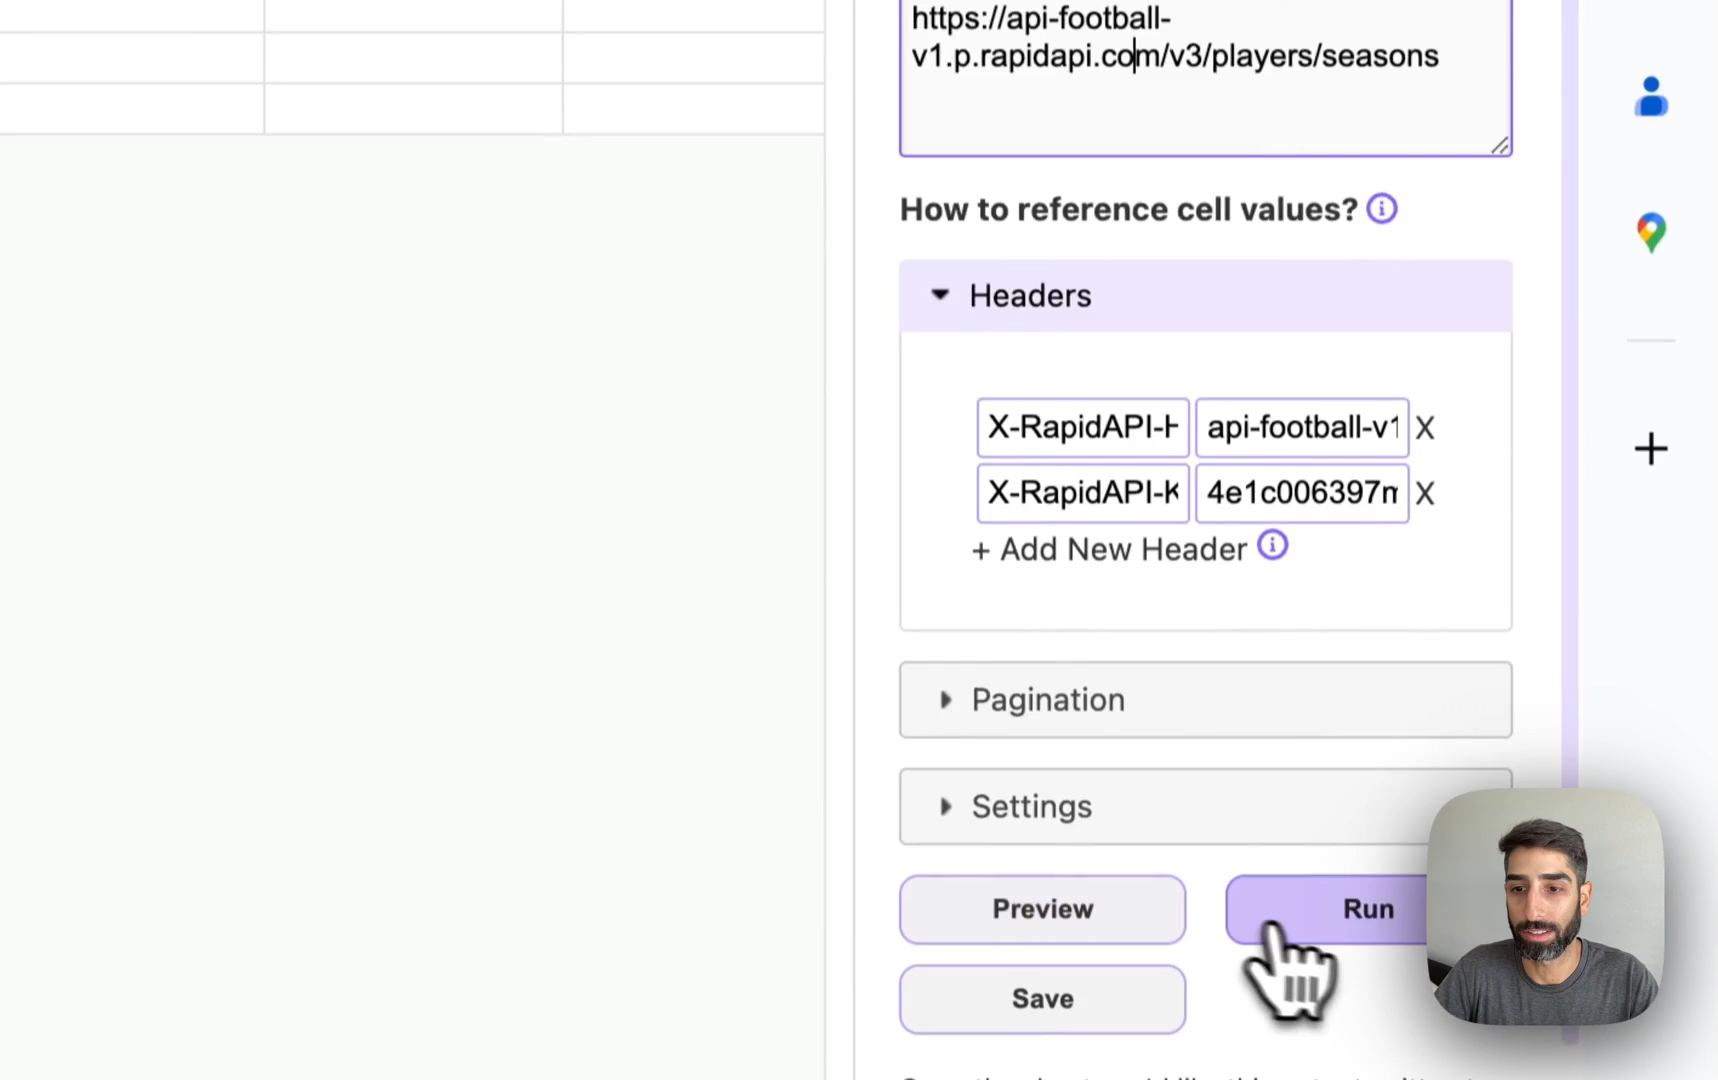 https://api-football-
v1.p.rapidapi.com/v3/players/seasons
How to reference cell values?
Headers
X-RapidAPI-H api-football-v1 X
X-RapidAPI-K 4e1c006397m X
+ Add New Header
Pagination
Settings
Preview Run
Save